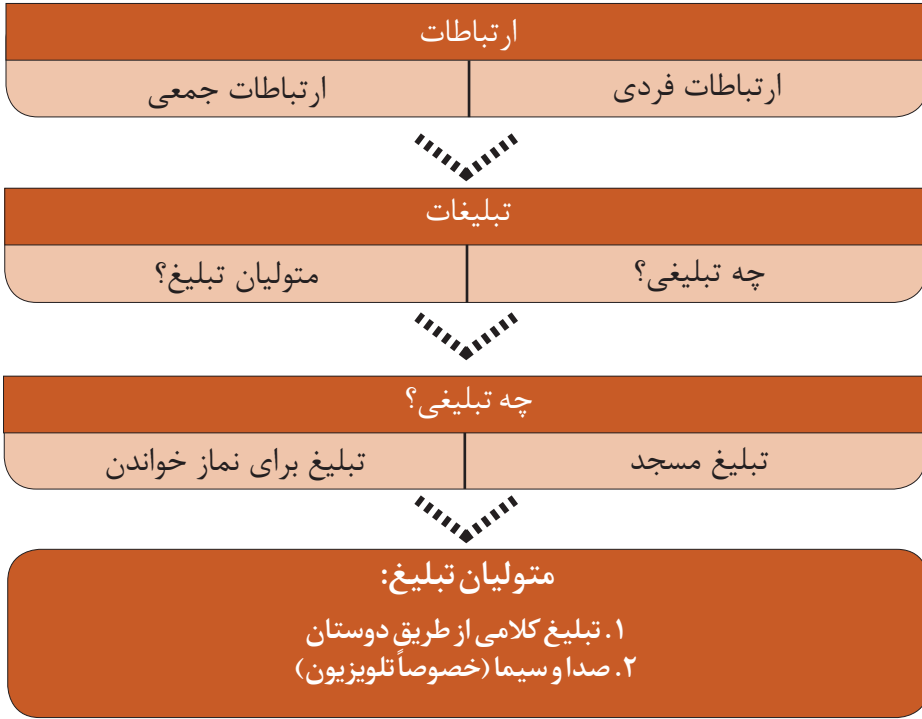 ارتباطات
ارتباطات فردی
ارتباطات جمعی
تبلیغات
چه تبلیغی؟
متولیان تبلیغ؟
چه تبلیغی؟
تبلیغ مسجد
تبلیغ برای نماز خواندن
متولیان تبلیغ:
۱. تبلیغ کلامی از طریق دوستان
۲. صدا و سیما (خصوصاً تلویزیون)